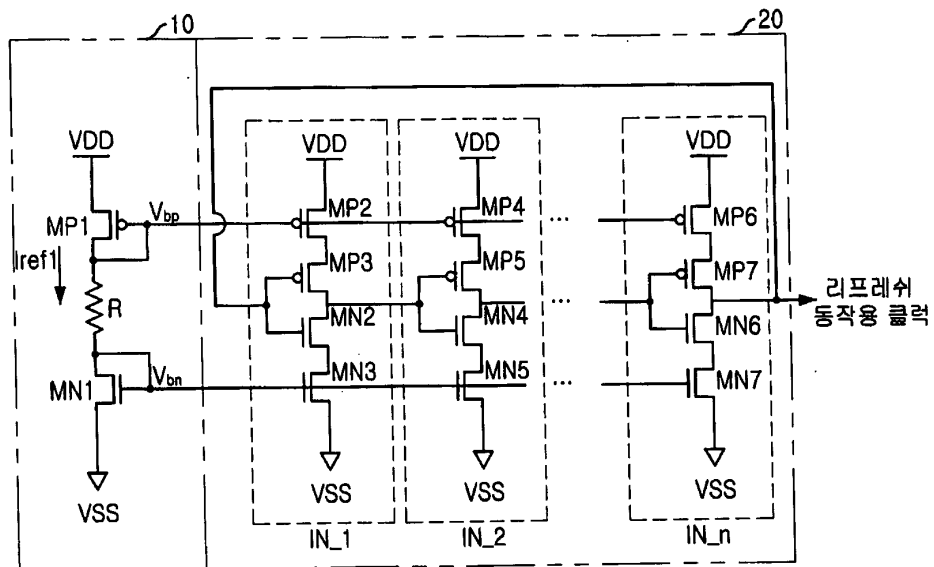 10
20
VDD
VDD
VDD
VDD
MP1
Vbp
MP2
MP4
...
MP6
Iref1
MP3
MP5
MP7
R
리프레쉬
동작용 클럭
MN2
MN4
MN6
MN1
Vbn
MN3
MN5
...
MN7
VSS
VSS
VSS
VSS
IN_1
IN_2
IN_n